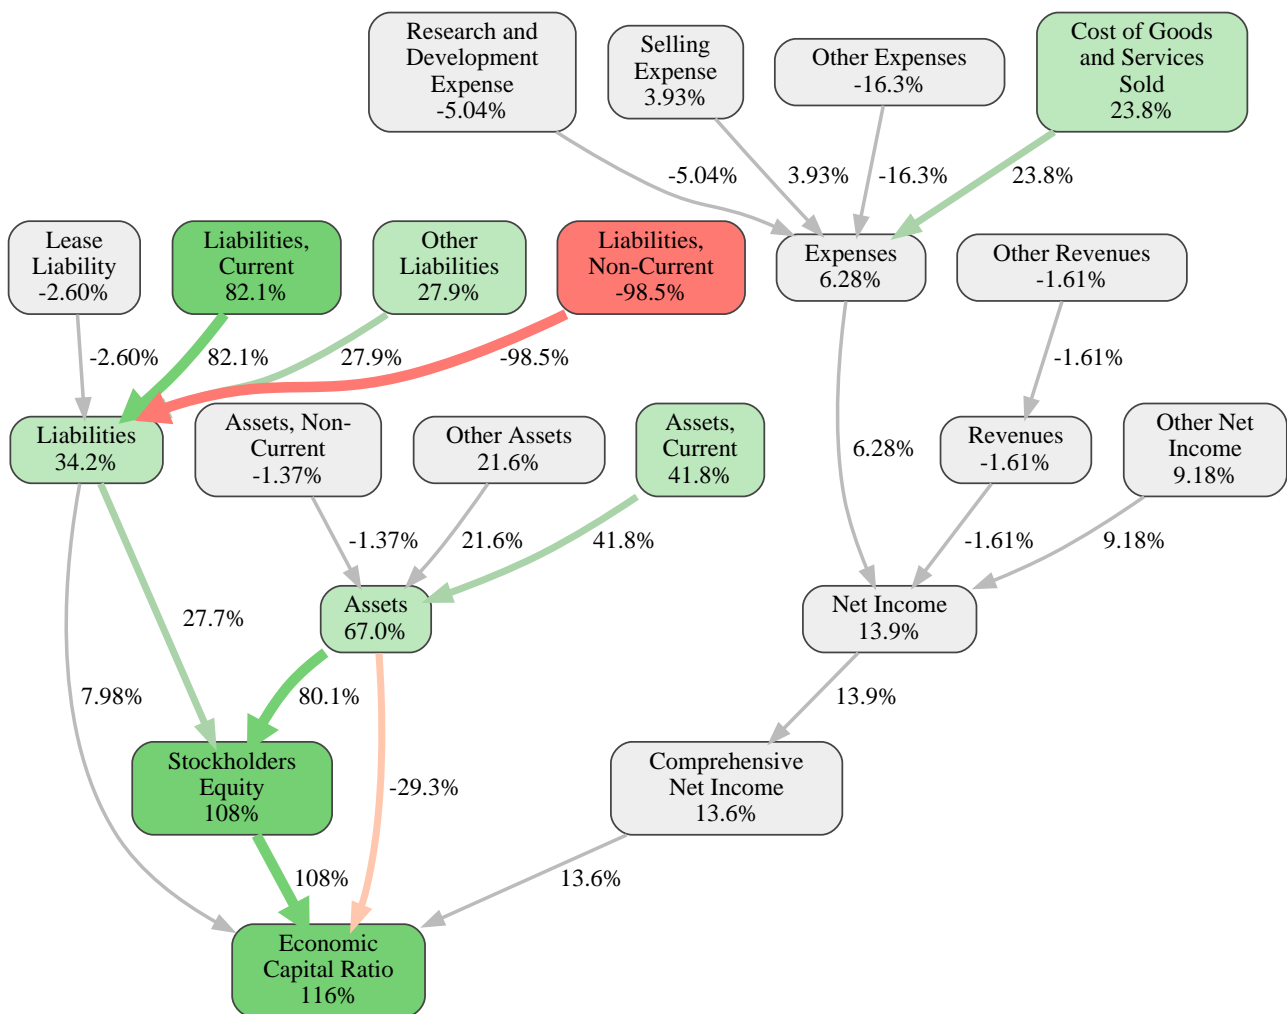 Research and
Development
Expense
-5.04%
Selling
Expense
3.93%
Other Expenses
-16.3%
Cost of Goods
and Services
Sold
23.8%
-5.04%
3.93%
-16.3%
23.8%
Lease
Liability
-2.60%
Liabilities,
Current
82.1%
Other
Liabilities
27.9%
Liabilities,
Non-Current
-98.5%
Expenses
6.28%
Other Revenues
-1.61%
-2.60%
82.1%
27.9%
-98.5%
-1.61%
Liabilities
34.2%
Assets, Non-
Current
-1.37%
Other Assets
21.6%
Assets,
Current
41.8%
6.28%
Revenues
-1.61%
Other Net
Income
9.18%
-1.37%
21.6%
41.8%
-1.61%
9.18%
27.7%
Assets
67.0%
Net Income
13.9%
7.98%
80.1%
13.9%
Stockholders
Equity
108%
-29.3%
Comprehensive
Net Income
13.6%
108%
13.6%
Economic
Capital Ratio
116%